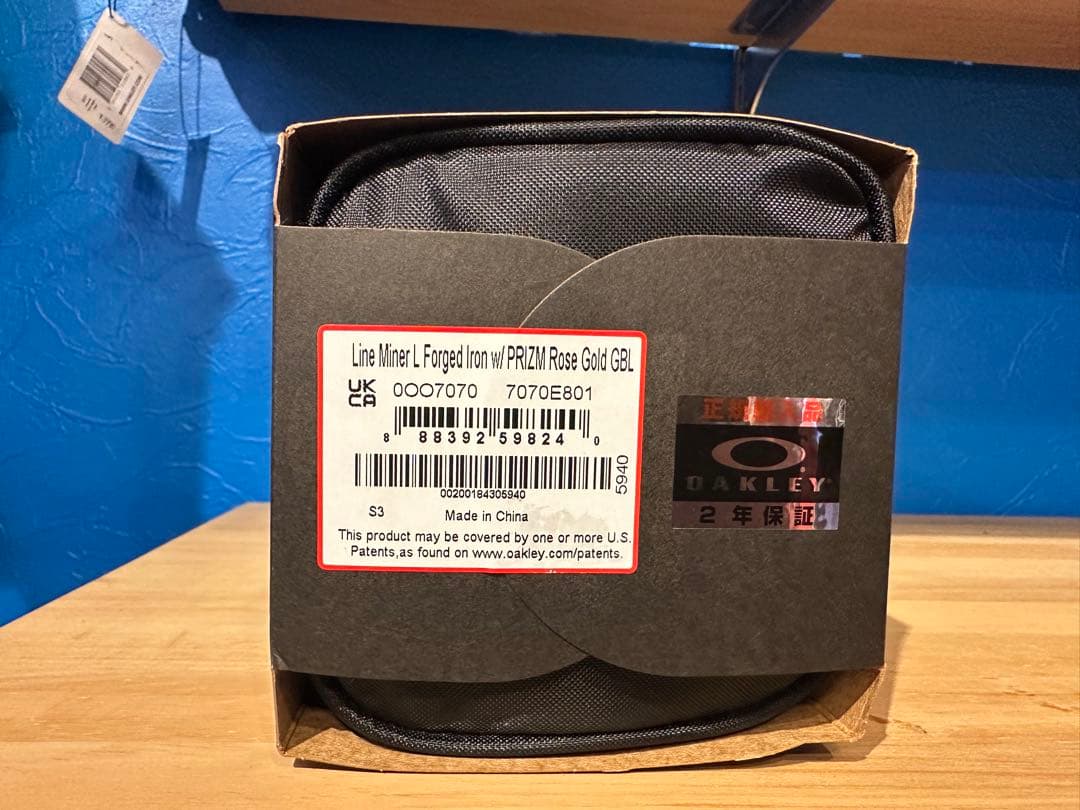 Line Miner L Forged Iron w/ PRIZM Rose Gold GBL
UK
CA
0OO7070 7070E801
8 88392 59824 0
5940
00200184305940
S3 Made in China
This product may be covered by one or more U.S.
Patents,as found on www.oakley.com/patents.
正規
品
OAKLEY
2年保証